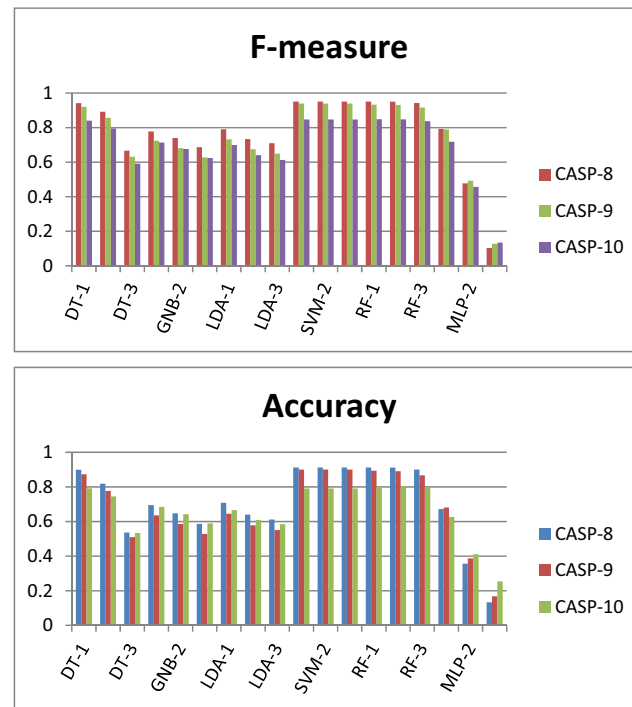 F-measure
1
0.8
0.6
0.4
0.2
0
DT-1
DT-3
GNB-2
LDA-1
LDA-3
SVM-2
RF-1
RF-3
MLP-2
CASP-8
CASP-9
CASP-10
Accuracy
1
0.8
0.6
0.4
0.2
0
DT-1
DT-3
GNB-2
LDA-1
LDA-3
SVM-2
RF-1
RF-3
MLP-2
CASP-8
CASP-9
CASP-10